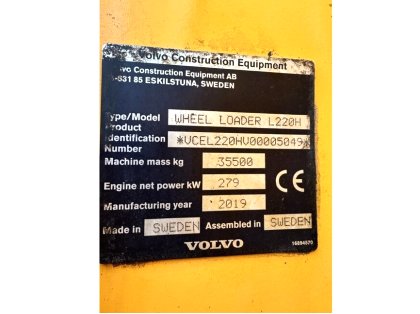 Volvo Construction Equipment
Volvo Construction Equipment AB
S-631 85 ESKILSTUNA, SWEDEN
Type/Model WHEEL LOADER L220H
Product
Identification *VCEL220HV00005049*
Number
Machine mass kg 35500
Engine net power kW 279
CE
Manufacturing year 2019
Made in SWEDEN Assembled in SWEDEN
VOLVO